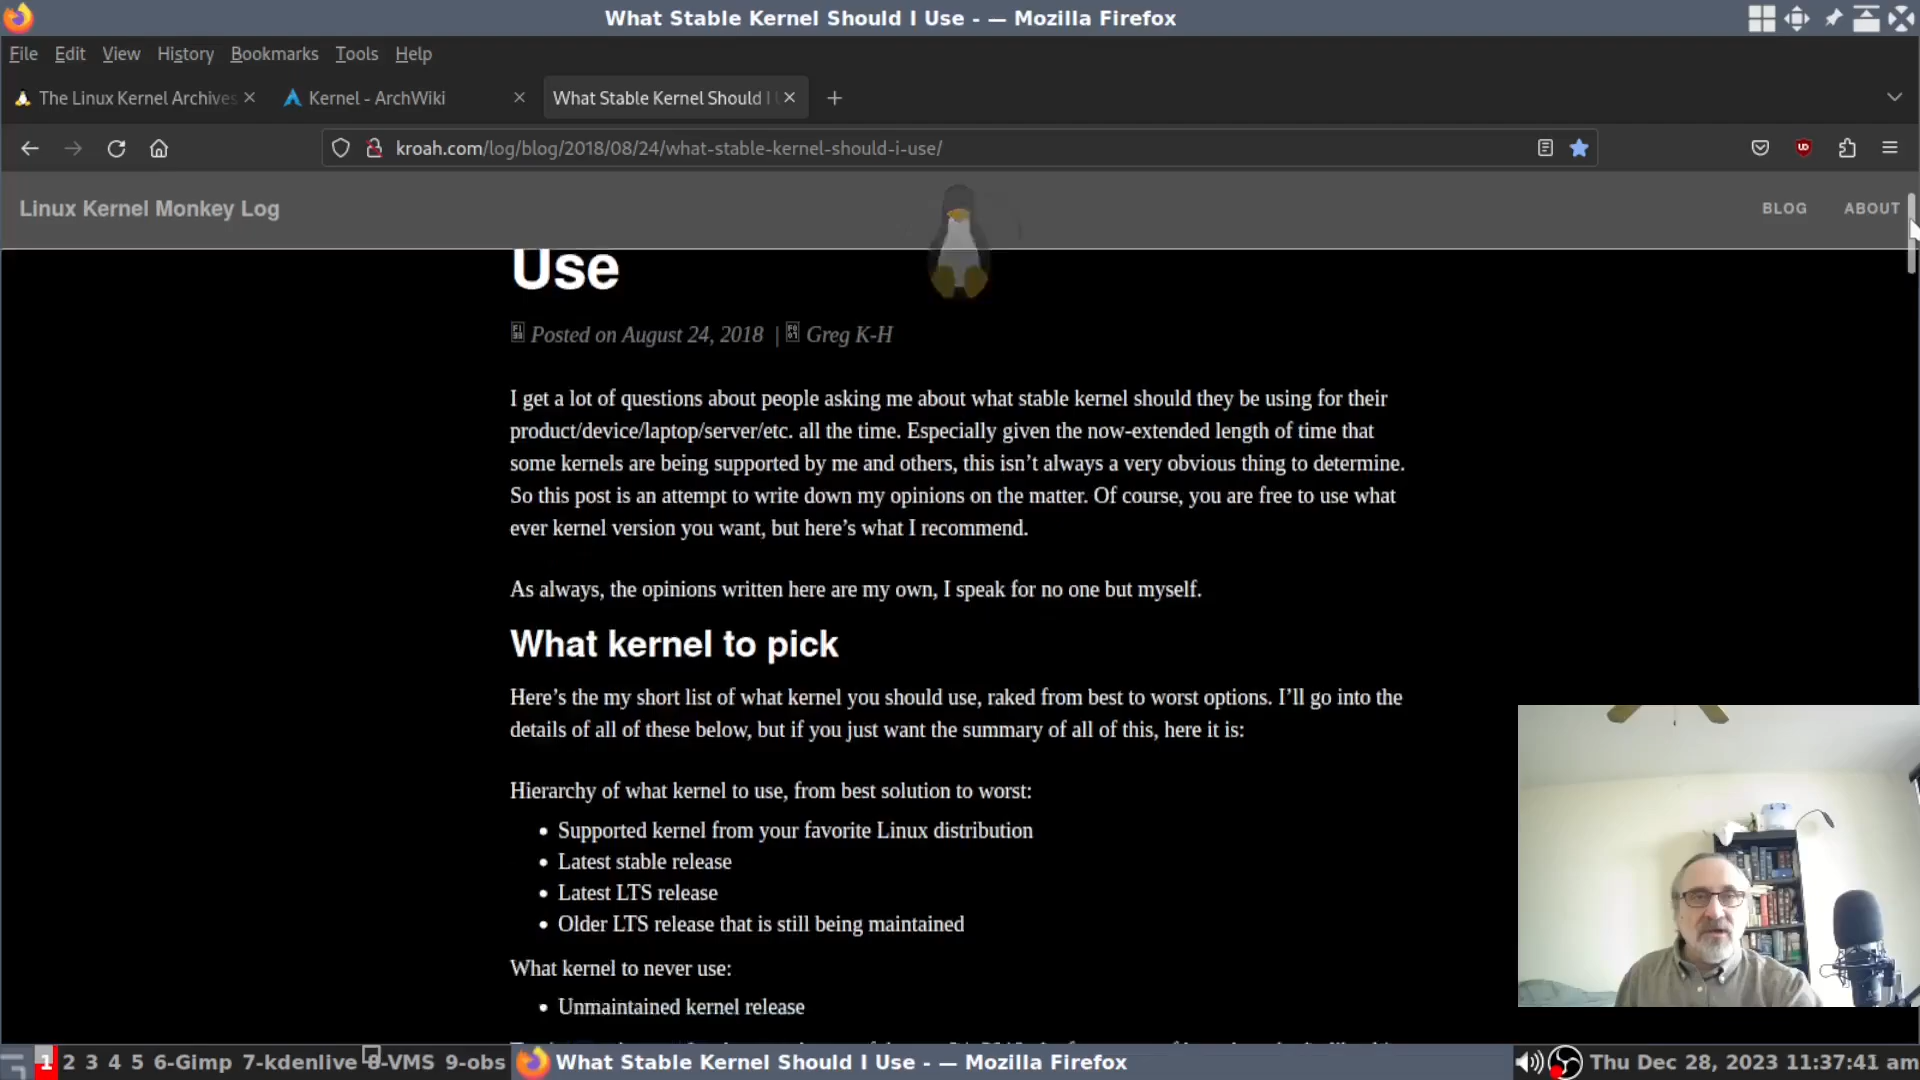 What Stable Kernel Should I Use - — Mozilla Firefox
File Edit View History Bookmarks Tools Help
The Linux Kernel Archives
Kernel - ArchWiki
What Stable Kernel Should I U
kroah.com/log/blog/2018/08/24/what-stable-kernel-should-i-use/
Linux Kernel Monkey Log
BLOG ABOUT
Use
Posted on August 24, 2018 | Greg K-H
I get a lot of questions about people asking me about what stable kernel should they be using for their
product/device/laptop/server/etc. all the time. Especially given the now-extended length of time that
some kernels are being supported by me and others, this isn’t always a very obvious thing to determine.
So this post is an attempt to write down my opinions on the matter. Of course, you are free to use what
ever kernel version you want, but here’s what I recommend.
As always, the opinions written here are my own, I speak for no one but myself.
What kernel to pick
Here’s the my short list of what kernel you should use, raked from best to worst options. I’ll go into the
details of all of these below, but if you just want the summary of all of this, here it is:
Hierarchy of what kernel to use, from best solution to worst:
• Supported kernel from your favorite Linux distribution
• Latest stable release
• Latest LTS release
• Older LTS release that is still being maintained
What kernel to never use:
• Unmaintained kernel release
1 2 3 4 5 6-Gimp 7-kdenlive 8-VMS 9-obs
What Stable Kernel Should I Use - — Mozilla Firefox
Thu Dec 28, 2023 11:37:41 am